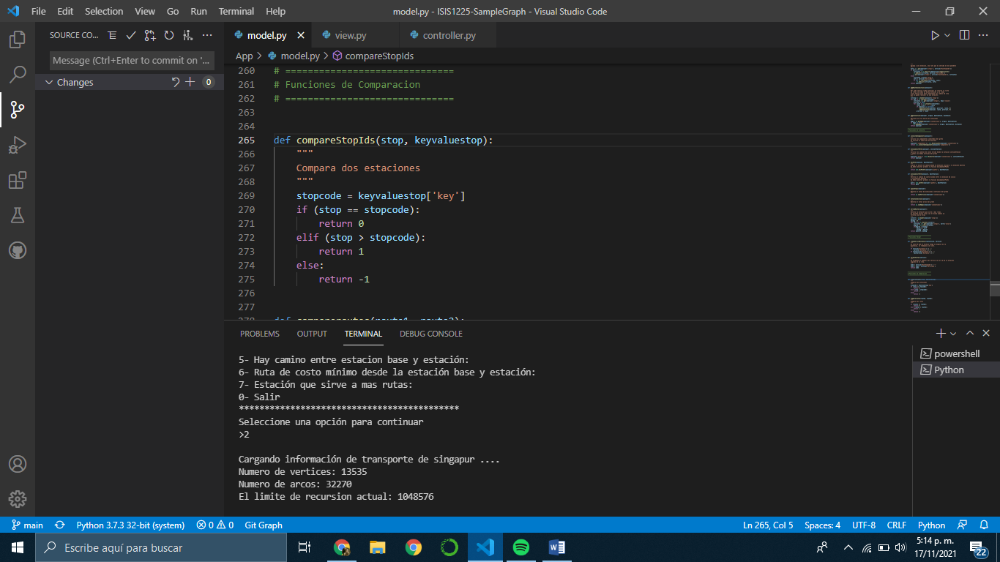 File Edit Selection View Go Run Terminal Help
model.py - ISIS1225-SampleGraph - Visual Studio Code
SOURCE CO...
Message (Ctrl+Enter to commit on '...
Changes 0
model.py
view.py
controller.py
App > model.py > compareStopIds
260 # ==============================
261 # Funciones de Comparacion
262 # ==============================
263
264
265 def compareStopIds(stop, keyvaluestop):
266 """
267 Compara dos estaciones
268 """
269 stopcode = keyvaluestop['key']
270 if (stop == stopcode):
271 return 0
272 elif (stop > stopcode):
273 return 1
274 else:
275 return -1
276
277
PROBLEMS OUTPUT TERMINAL DEBUG CONSOLE
5- Hay camino entre estacion base y estación:
6- Ruta de costo mínimo desde la estación base y estación:
7- Estación que sirve a mas rutas:
0- Salir
*******************************************
Seleccione una opción para continuar
>2
Cargando información de transporte de singapur ....
Numero de vertices: 13535
Numero de arcos: 32270
El limite de recursion actual: 1048576
powershell
Python
main
Python 3.7.3 32-bit (system)
0 0
Git Graph
Ln 265, Col 5
Spaces: 4
UTF-8
CRLF
Python
Escribe aquí para buscar
5:14 p. m.
17/11/2021
22